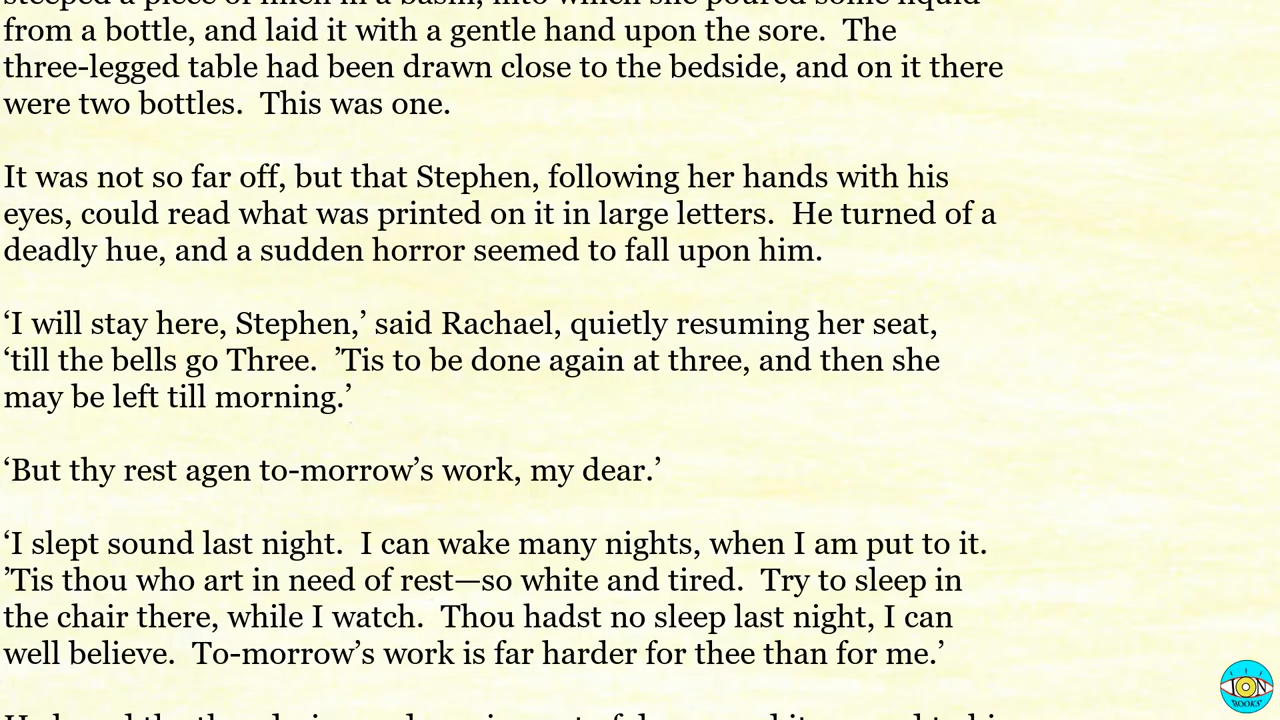 from a bottle, and laid it with a gentle hand upon the sore.  The
three-legged table had been drawn close to the bedside, and on it there
were two bottles.  This was one.
It was not so far off, but that Stephen, following her hands with his
eyes, could read what was printed on it in large letters.  He turned of a
deadly hue, and a sudden horror seemed to fall upon him.
‘I will stay here, Stephen,’ said Rachael, quietly resuming her seat,
‘till the bells go Three.  ’Tis to be done again at three, and then she
may be left till morning.’
‘But thy rest agen to-morrow’s work, my dear.’
‘I slept sound last night.  I can wake many nights, when I am put to it.
’Tis thou who art in need of rest—so white and tired.  Try to sleep in
the chair there, while I watch.  Thou hadst no sleep last night, I can
well believe.  To-morrow’s work is far harder for thee than for me.’
ION
BOOKS